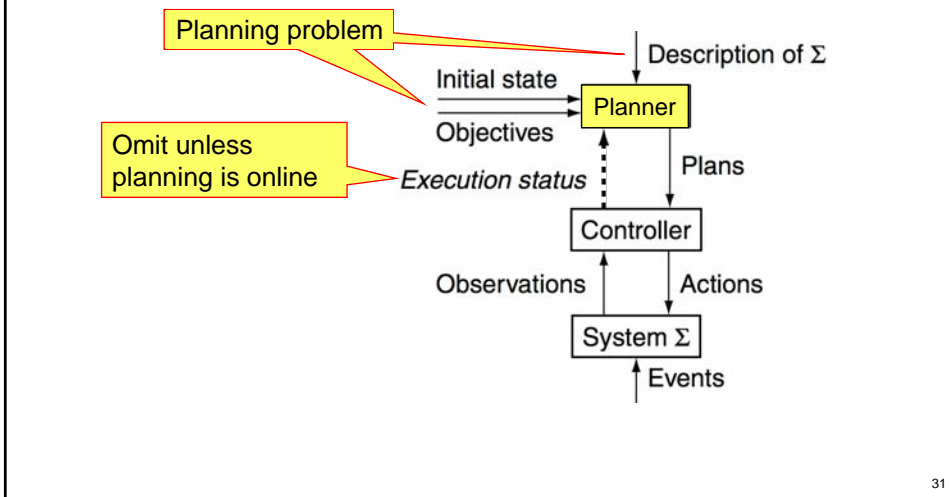 Planning problem
Description of Σ
Initial state
Planner
Objectives
Omit unless
planning is online
Plans
Execution status
Controller
Observations
Actions
System Σ
Events
31